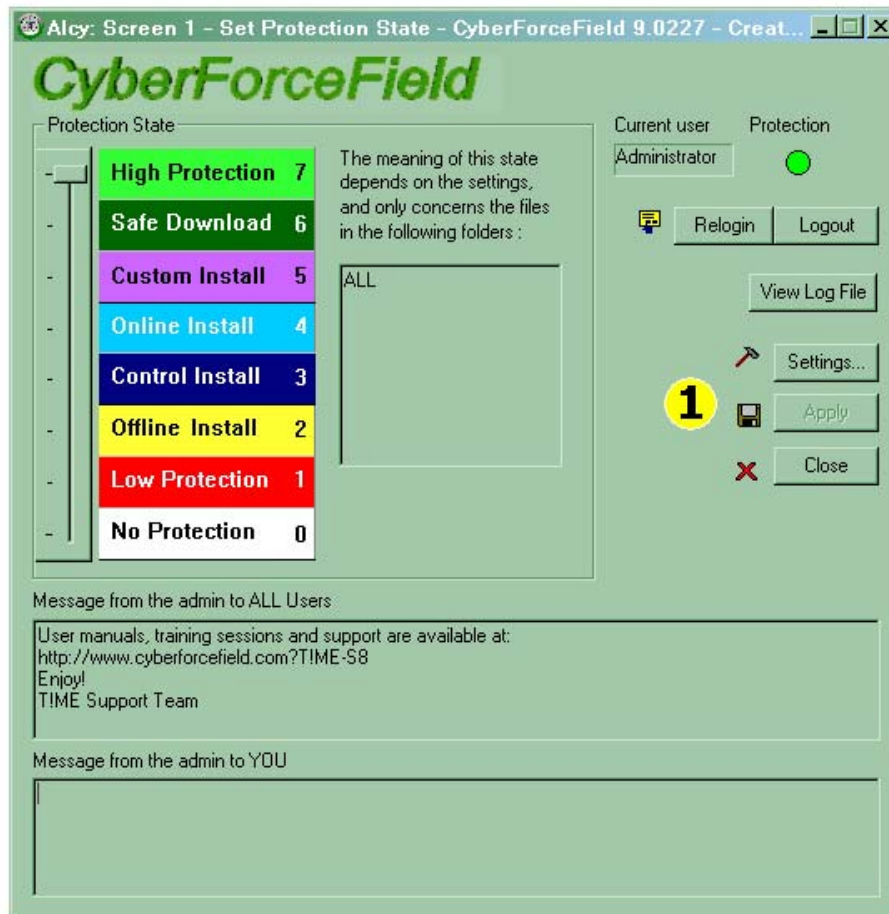 Alcy: Screen 1 - Set Protection State - CyberForceField 9.0227 - Creat...
CyberForceField
Protection State
High Protection 7
Safe Download 6
Custom Install 5
Online Install 4
Control Install 3
Offline Install 2
Low Protection 1
No Protection 0
The meaning of this state
depends on the settings,
and only concerns the files
in the following folders :
ALL
Current user
Administrator
Protection
Relogin
Logout
View Log File
Settings...
1
Apply
Close
Message from the admin to ALL Users
User manuals, training sessions and support are available at:
http://www.cyberforcefield.com?T!ME-S8
Enjoy!
T!ME Support Team
Message from the admin to YOU